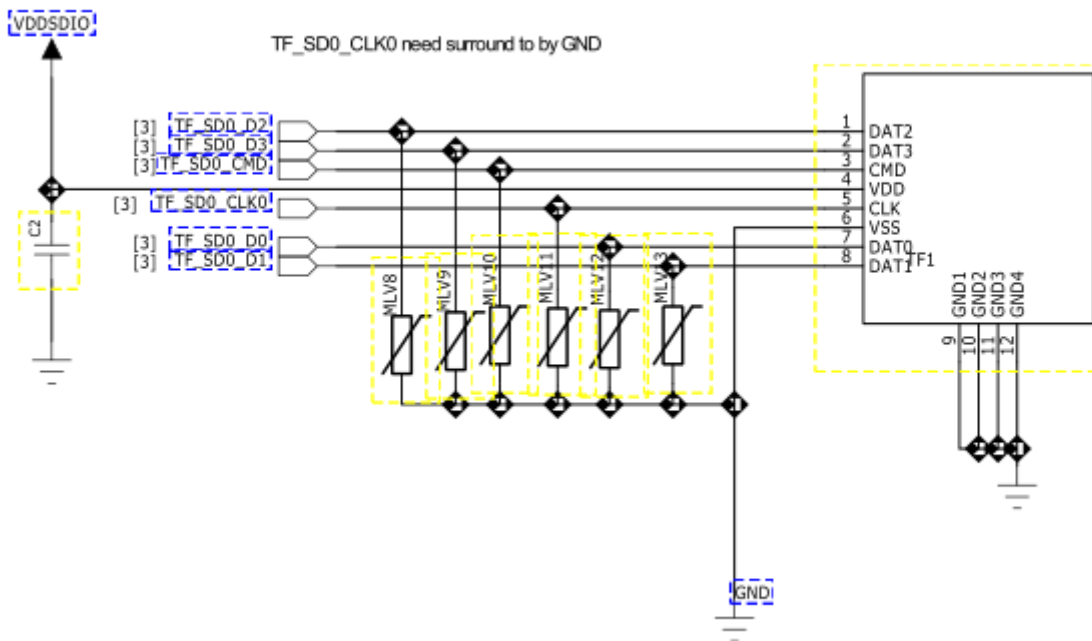 VDDSDIO
TF_SD0_CLK0 need surround to by GND
[3] TF_SD0_D2
[3] TF_SD0_D3
[3] TF_SD0_CMD
[3] TF_SD0_CLK0
[3] TF_SD0_D0
[3] TF_SD0_D1
C2
MLV8
MLV9
MLV10
MLV11
MLV12
MLV13
1 DAT2
2 DAT3
3 CMD
4 VDD
5 CLK
6 VSS
7 DAT0
8 DAT1
TF1
GND1
GND2
GND3
GND4
9
10
11
12
GND